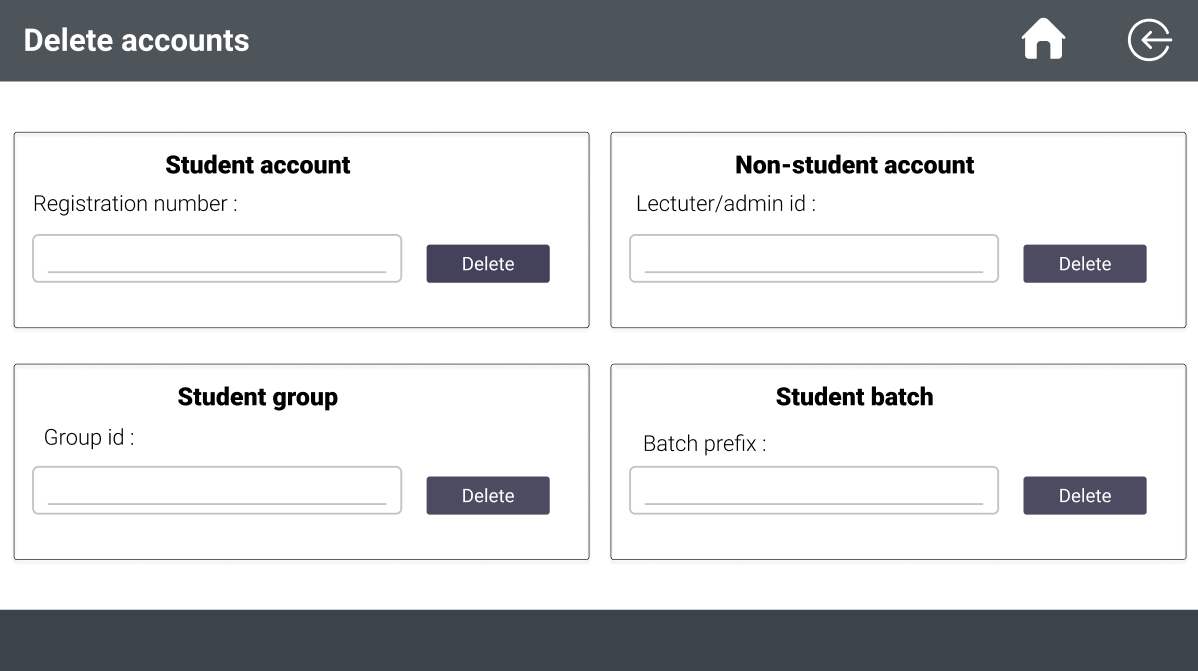 Delete accounts
Student account
Registration number :
Delete
Non-student account
Lectuter/admin id :
Delete
Student group
Group id :
Delete
Student batch
Batch prefix :
Delete